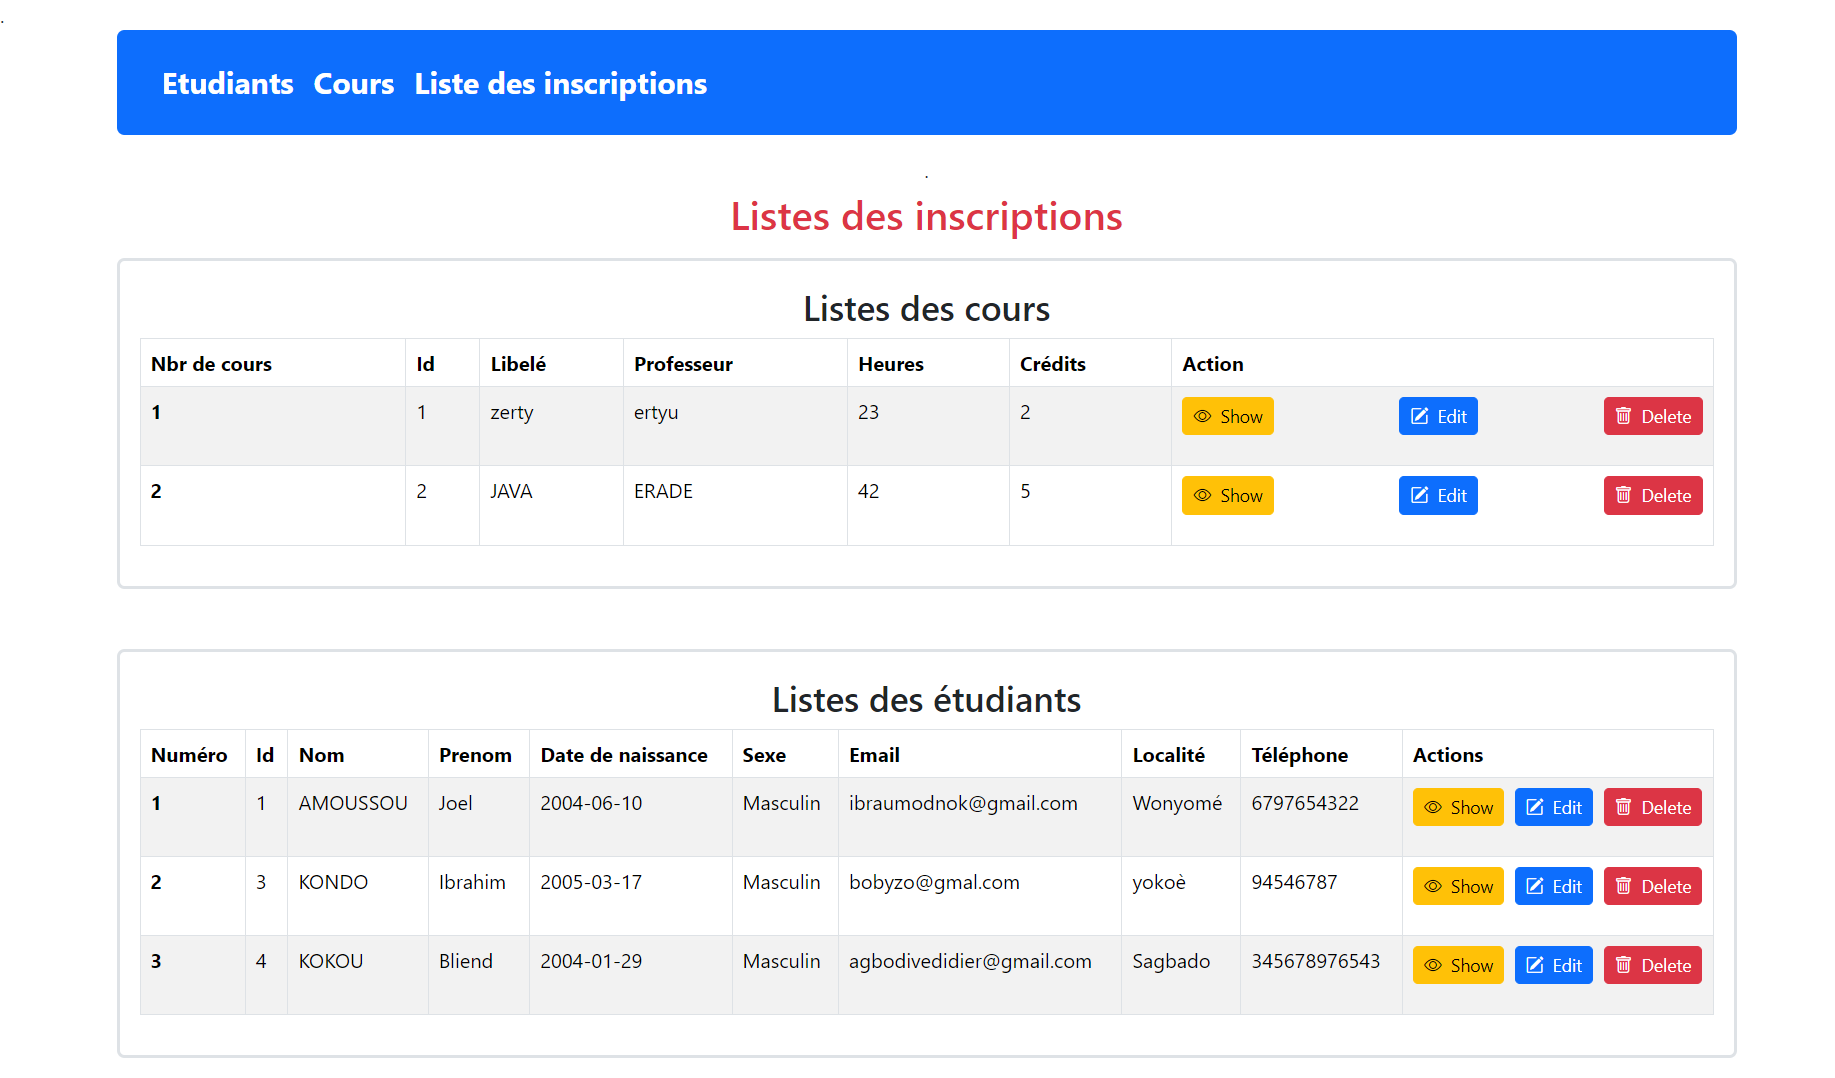 .
Etudiants Cours Liste des inscriptions
.
Listes des inscriptions
Listes des cours
Nbr de cours Id Libelé Professeur Heures Crédits Action
1 1 zerty ertyu 23 2 Show Edit Delete
2 2 JAVA ERADE 42 5 Show Edit Delete
Listes des étudiants
Numéro Id Nom Prenom Date de naissance Sexe Email Localité Téléphone Actions
1 1 AMOUSSOU Joel 2004-06-10 Masculin ibraumodnok@gmail.com Wonyomé 6797654322 Show Edit Delete
2 3 KONDO Ibrahim 2005-03-17 Masculin bobyzo@gmal.com yokoè 94546787 Show Edit Delete
3 4 KOKOU Bliend 2004-01-29 Masculin agbodivedidier@gmail.com Sagbado 345678976543 Show Edit Delete